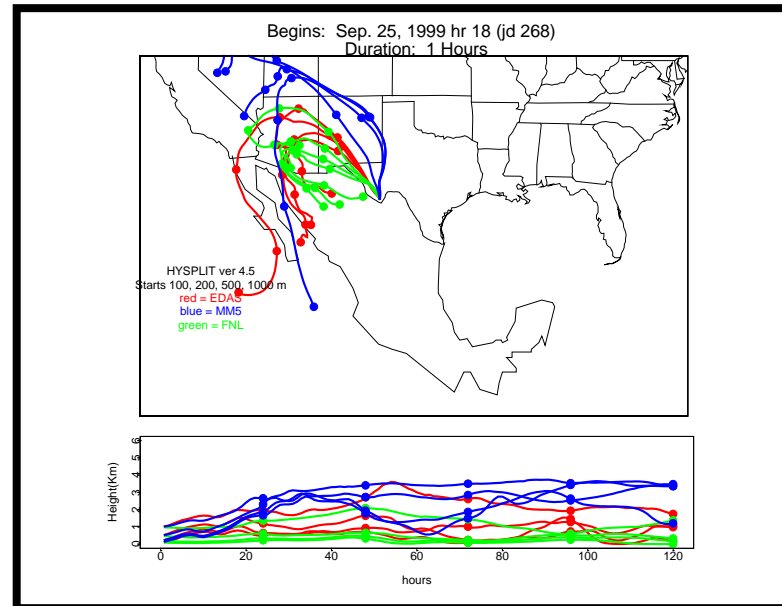 Begins: Sep. 25, 1999 hr 18 (jd 268)
Duration: 1 Hours
HYSPLIT ver 4.5
Starts 100, 200, 500, 1000 m
red = EDAS
blue = MM5
green = FNL
Height(Km)
6
5
4
3
2
1
0
0 20 40 60 80 100 120
hours